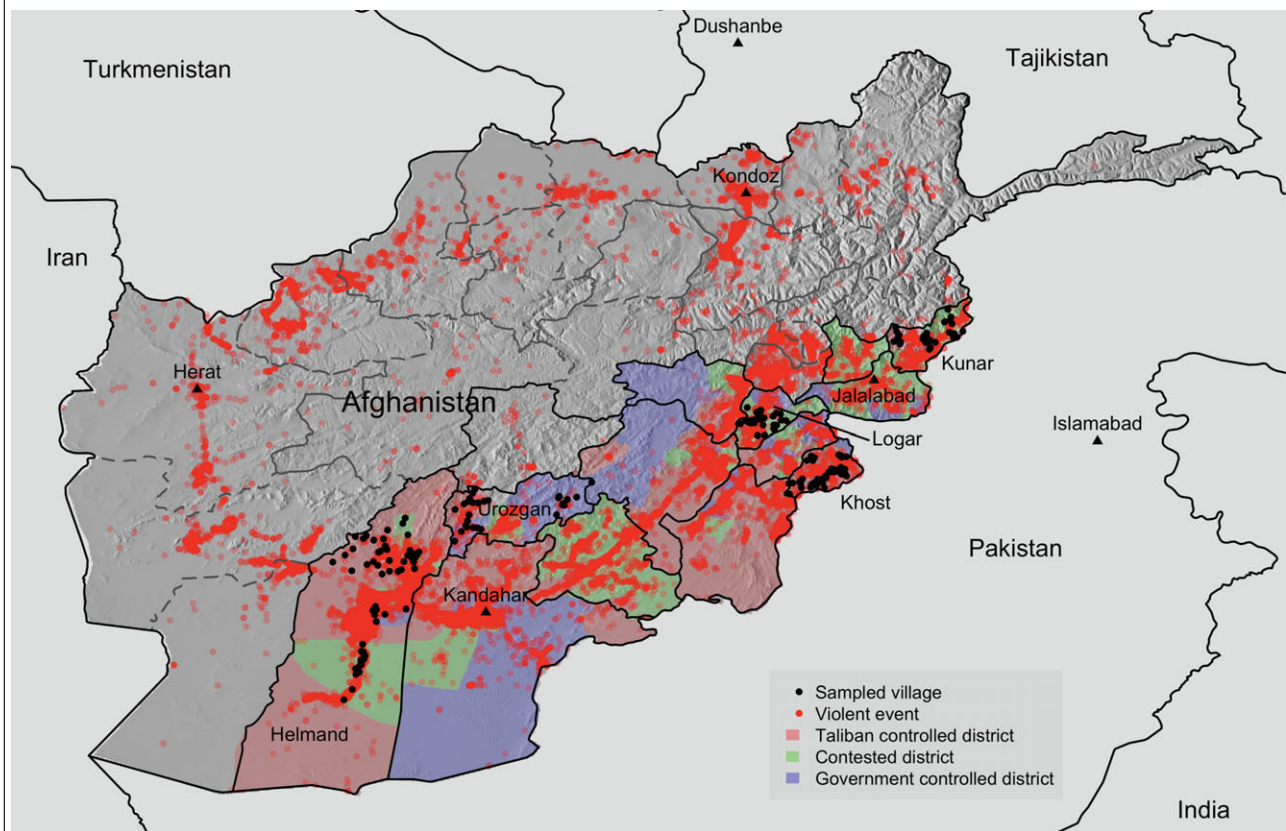 Dushanbe
Turkmenistan
Tajikistan
Kondoz
Iran
Kunar
Herat
Afghanistan
Jalalabad
Logar
Islamabad
Khost
Urozgan
Pakistan
Kandahar
Helmand
Sampled village
Violent event
Taliban controlled district
Contested district
Government controlled district
India